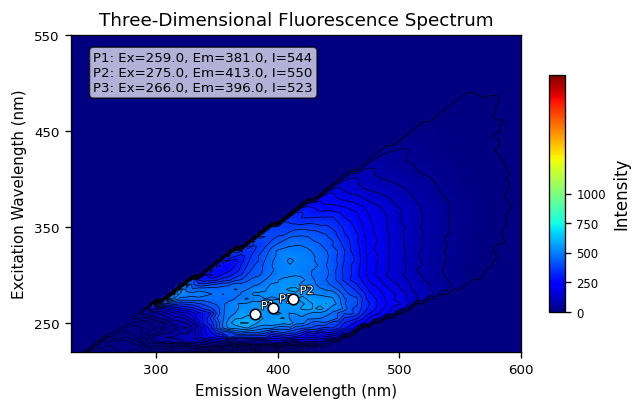 Three-Dimensional Fluorescence Spectrum
P1: Ex=259.0, Em=381.0, I=544
P2: Ex=275.0, Em=413.0, I=550
P3: Ex=266.0, Em=396.0, I=523
550
450
350
250
Excitation Wavelength (nm)
P2
P1
300
400
500
600
Emission Wavelength (nm)
1000
750
500
250
0
Intensity